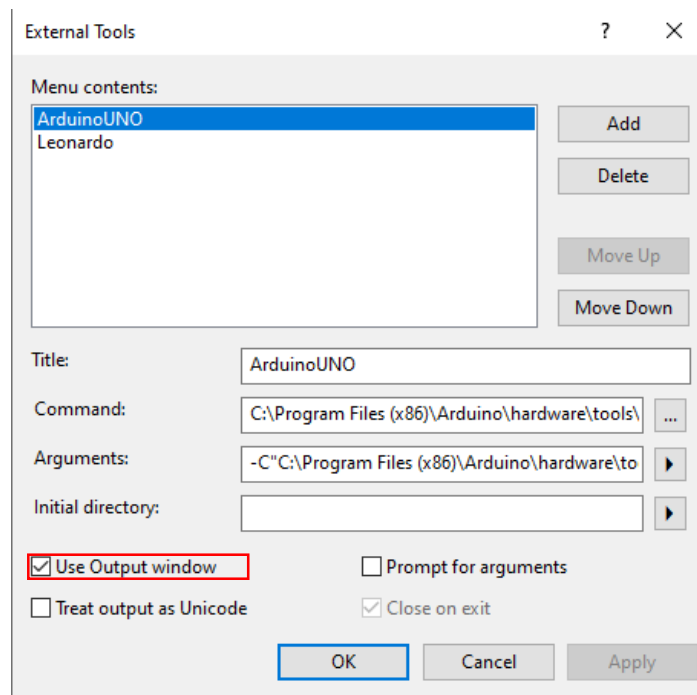 External Tools ?
Menu contents:
ArduinoUNO
Leonardo
Add
Delete
Move Up
Move Down
Title: ArduinoUNO
Command: C:\Program Files (x86)\Arduino\hardware\tools\ ...
Arguments: -C"C:\Program Files (x86)\Arduino\hardware\to
Initial directory:
Use Output window Prompt for arguments
Treat output as Unicode Close on exit
OK Cancel Apply